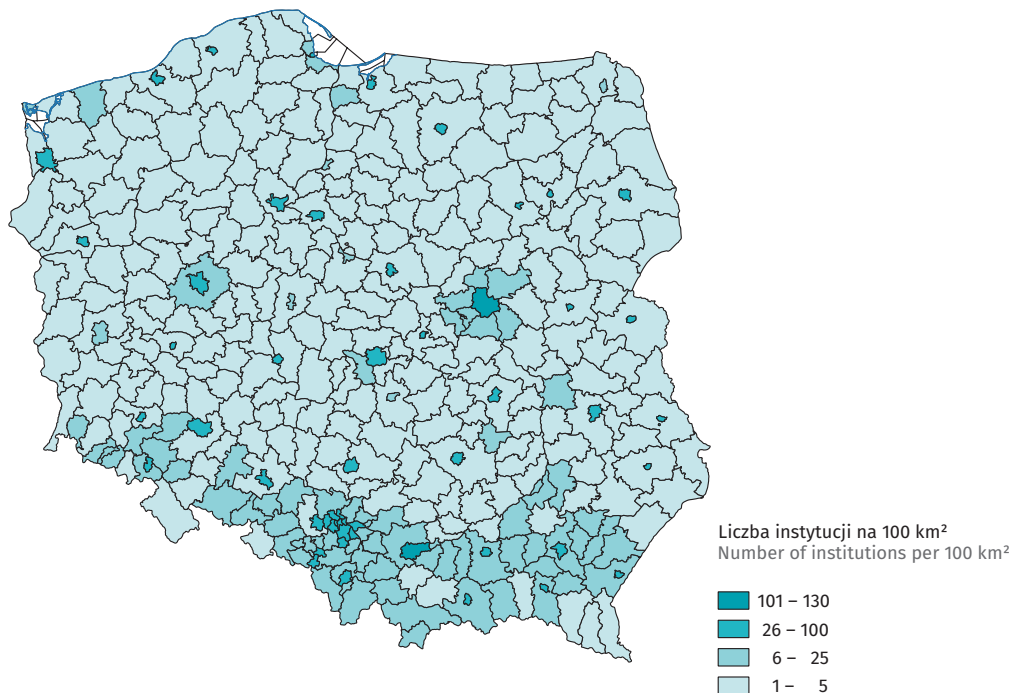 Liczba instytucji na 100 km²
Number of institutions per 100 km²
101 – 130
26 – 100
6 – 25
1 – 5